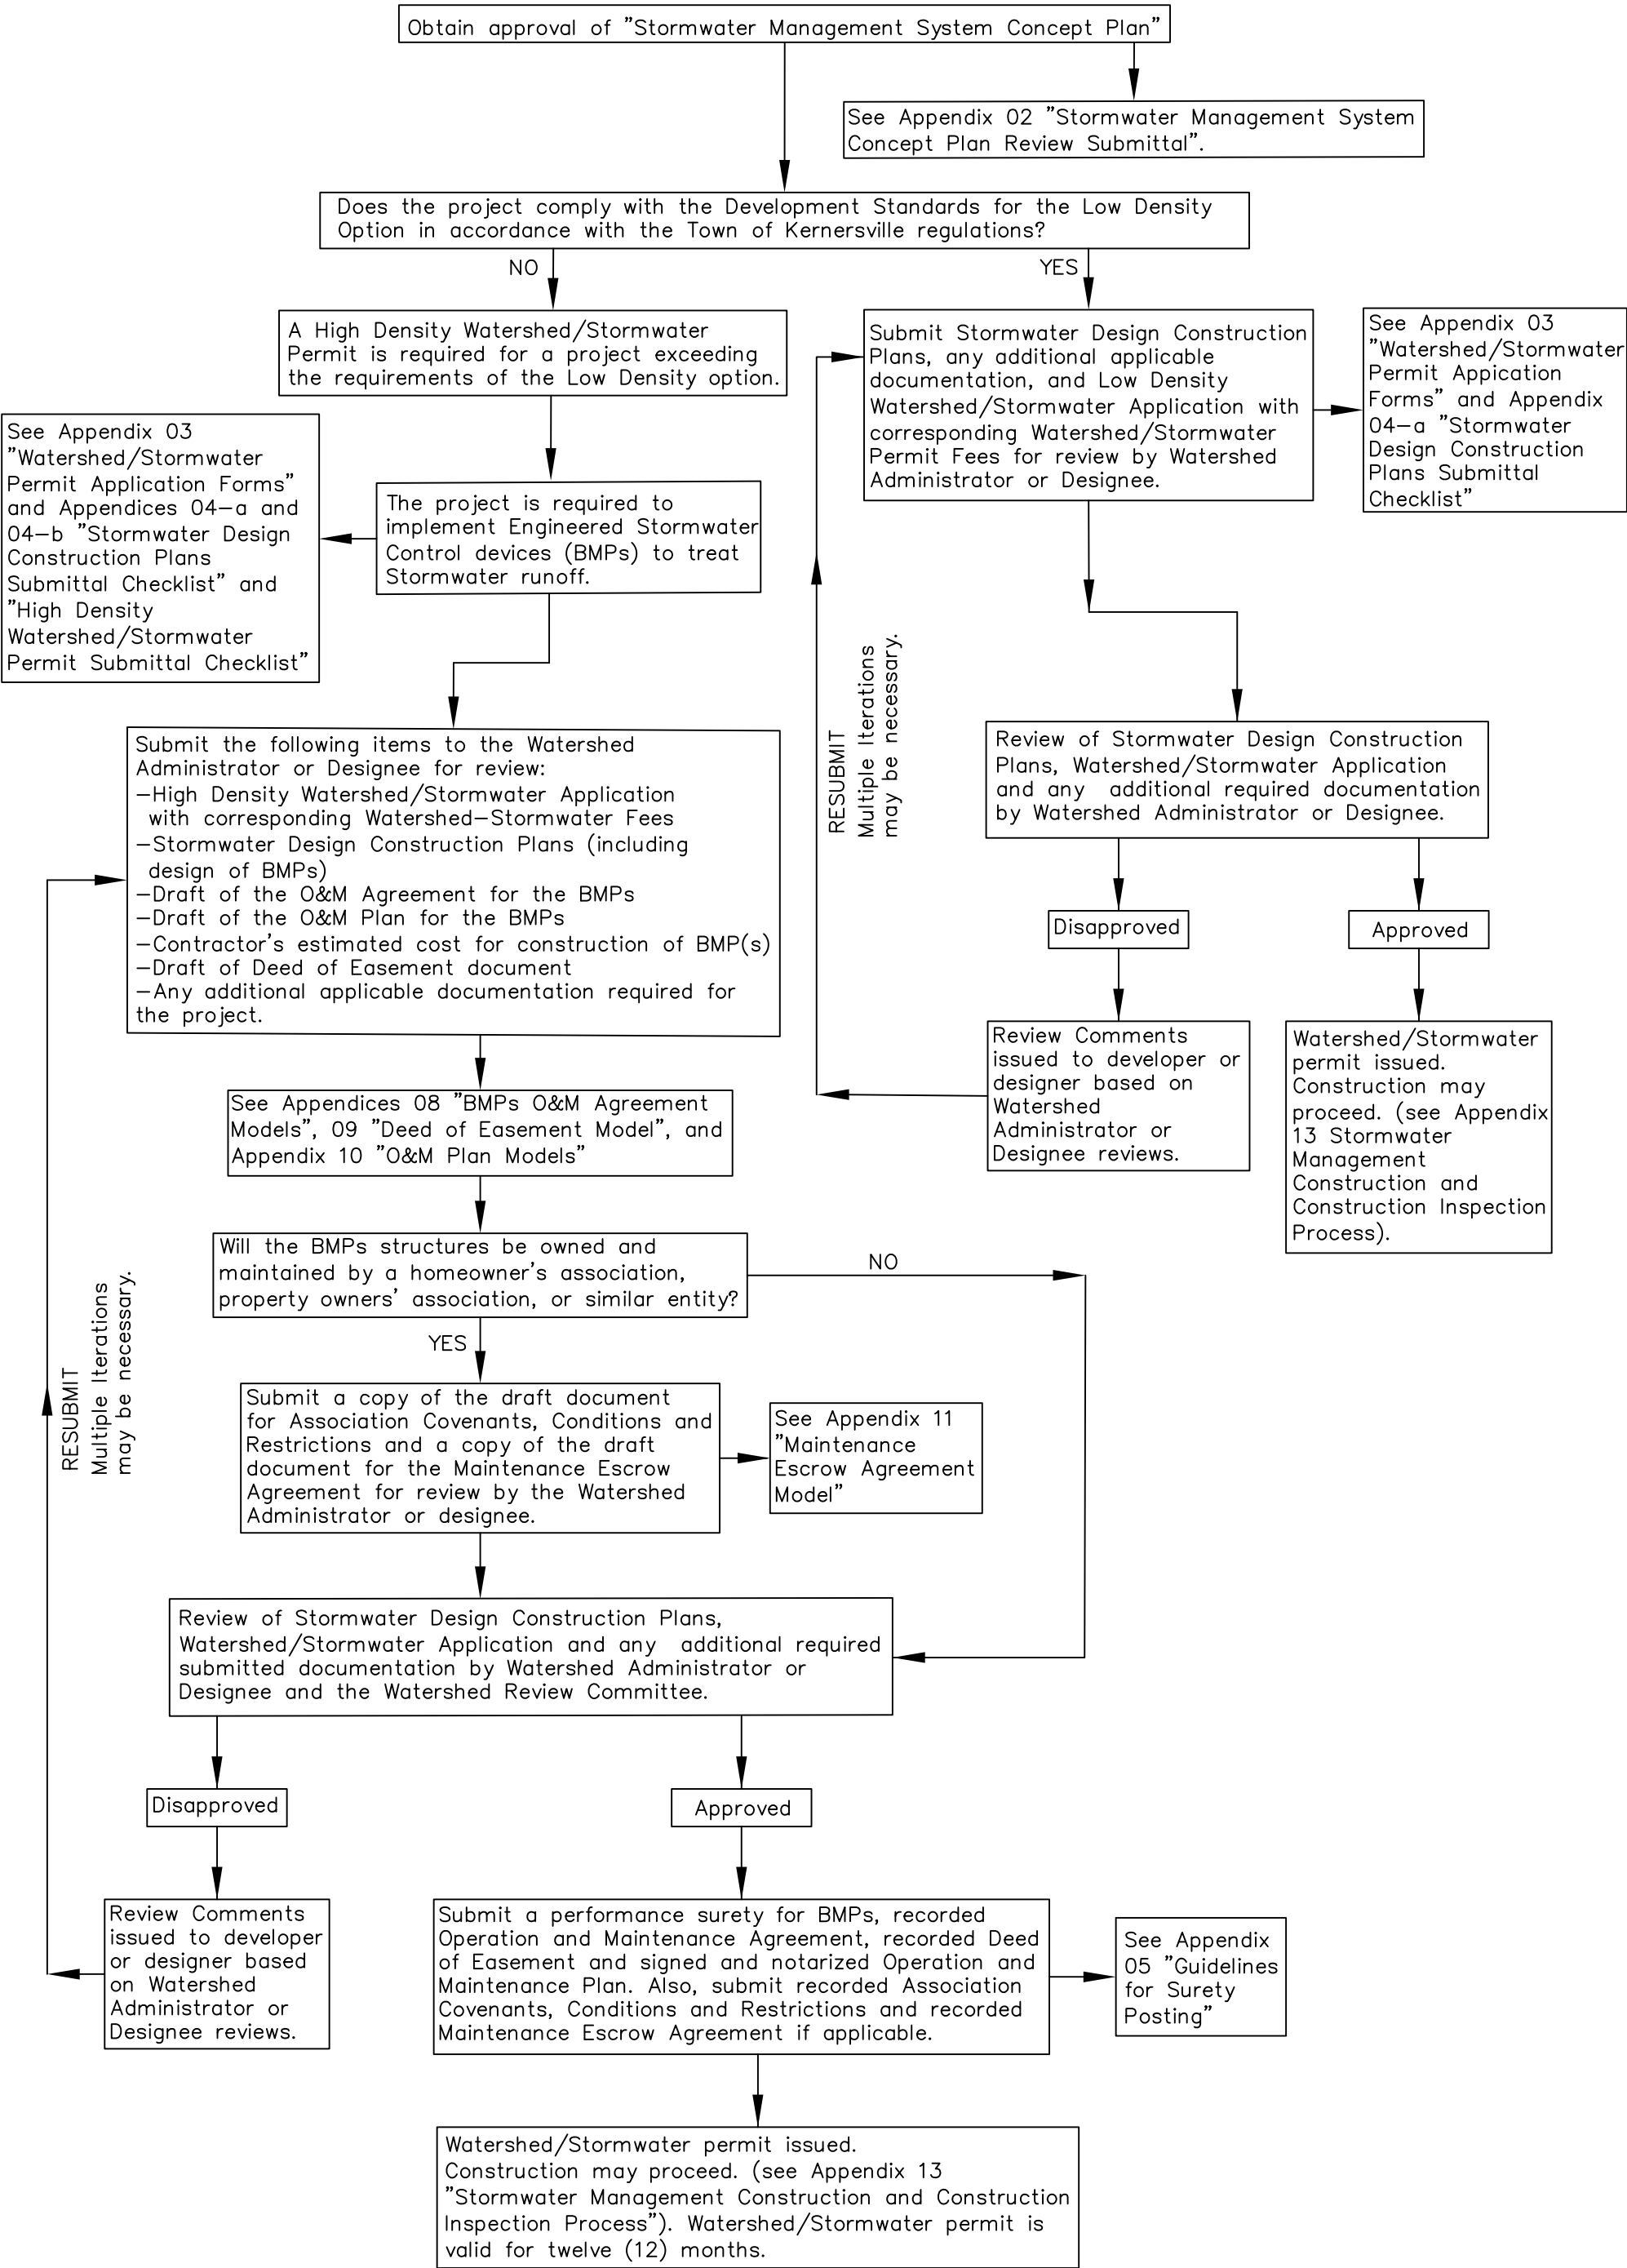 Obtain approval of ”Stormwater Management System Concept Plan”
See Appendix 02 ”Stormwater Management System
Concept Plan Review Submittal”.
Does the project comply with the Development Standards for the Low Density
Option in accordance with the Town of Kernersville regulations?
NO
YES
A High Density Watershed/Stormwater
Permit is required for a project exceeding
the requirements of the Low Density option.
Submit Stormwater Design Construction
Plans, any additional applicable
documentation, and Low Density
Watershed/Stormwater Application with
corresponding Watershed/Stormwater
Permit Fees for review by Watershed
Administrator or Designee.
See Appendix 03
”Watershed/Stormwater
Permit Appication
Forms” and Appendix
04-a ”Stormwater
Design Construction
Plans Submittal
Checklist”
See Appendix 03
”Watershed/Stormwater
Permit Application Forms”
and Appendices 04-a and
04-b ”Stormwater Design
Construction Plans
Submittal Checklist” and
”High Density
Watershed/Stormwater
Permit Submittal Checklist”
The project is required to
implement Engineered Stormwater
Control devices (BMPs) to treat
Stormwater runoff.
RESUBMIT
Multiple Iterations
may be necessary.
Review of Stormwater Design Construction
Plans, Watershed/Stormwater Application
and any additional required documentation
by Watershed Administrator or Designee.
Submit the following items to the Watershed
Administrator or Designee for review:
-High Density Watershed/Stormwater Application
with corresponding Watershed-Stormwater Fees
-Stormwater Design Construction Plans (including
design of BMPs)
-Draft of the O&M Agreement for the BMPs
-Draft of the O&M Plan for the BMPs
-Contractor’s estimated cost for construction of BMP(s)
-Draft of Deed of Easement document
-Any additional applicable documentation required for
the project.
Disapproved
Approved
Review Comments
issued to developer or
designer based on
Watershed
Administrator or
Designee reviews.
Watershed/Stormwater
permit issued.
Construction may
proceed. (see Appendix
13 Stormwater
Management
Construction and
Construction Inspection
Process).
See Appendices 08 ”BMPs O&M Agreement
Models”, 09 ”Deed of Easement Model”, and
Appendix 10 ”O&M Plan Models”
Will the BMPs structures be owned and
maintained by a homeowner’s association,
property owners’ association, or similar entity?
NO
YES
RESUBMIT
Multiple Iterations
may be necessary.
Submit a copy of the draft document
for Association Covenants, Conditions and
Restrictions and a copy of the draft
document for the Maintenance Escrow
Agreement for review by the Watershed
Administrator or designee.
See Appendix 11
”Maintenance
Escrow Agreement
Model”
Review of Stormwater Design Construction Plans,
Watershed/Stormwater Application and any additional required
submitted documentation by Watershed Administrator or
Designee and the Watershed Review Committee.
Disapproved
Approved
Review Comments
issued to developer
or designer based
on Watershed
Administrator or
Designee reviews.
Submit a performance surety for BMPs, recorded
Operation and Maintenance Agreement, recorded Deed
of Easement and signed and notarized Operation and
Maintenance Plan. Also, submit recorded Association
Covenants, Conditions and Restrictions and recorded
Maintenance Escrow Agreement if applicable.
See Appendix
05 ”Guidelines
for Surety
Posting”
Watershed/Stormwater permit issued.
Construction may proceed. (see Appendix 13
”Stormwater Management Construction and Construction
Inspection Process”). Watershed/Stormwater permit is
valid for twelve (12) months.